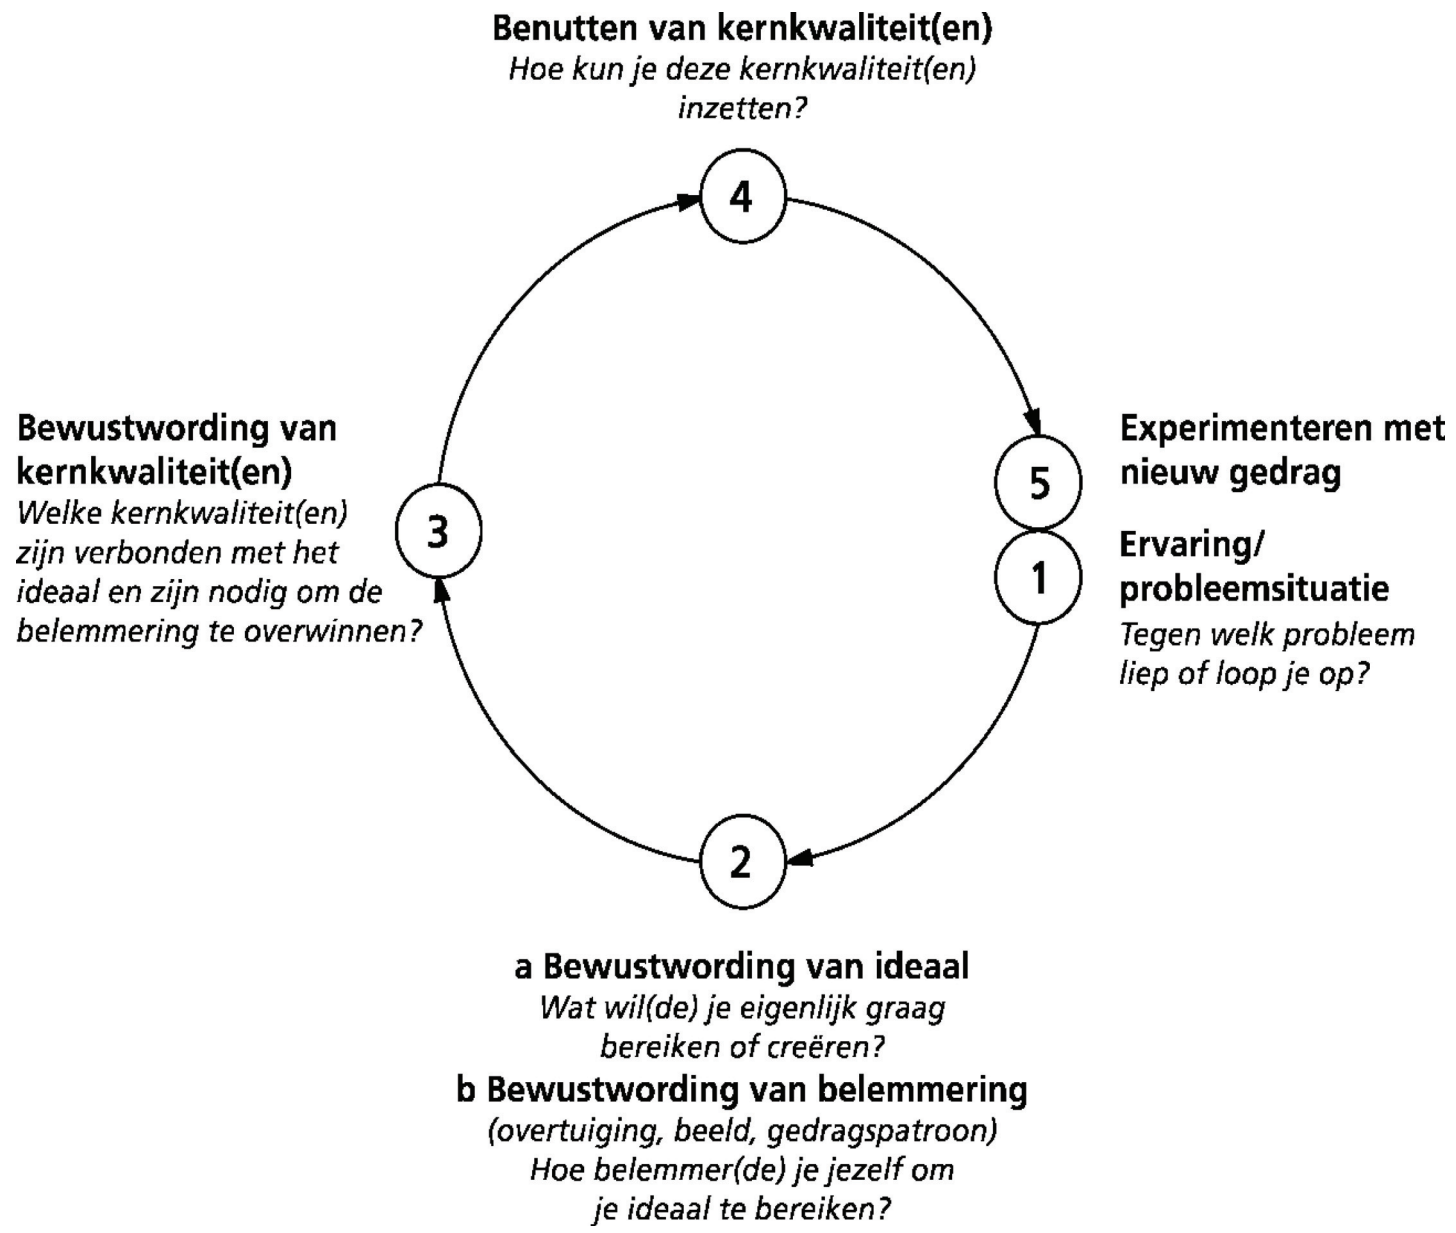 Benutten van kernkwaliteit(en)
Hoe kun je deze kernkwaliteit(en)
inzetten?
4
Bewustwording van
kernkwaliteit(en)
Welke kernkwaliteit(en)
zijn verbonden met het
ideaal en zijn nodig om de
belemmering te overwinnen?
3
5
Experimenteren met
nieuw gedrag
1
Ervaring/
probleemsituatie
Tegen welk probleem
liep of loop je op?
2
a Bewustwording van ideaal
Wat wil(de) je eigenlijk graag
bereiken of creëren?
b Bewustwording van belemmering
(overtuiging, beeld, gedragspatroon)
Hoe belemmer(de) je jezelf om
je ideaal te bereiken?